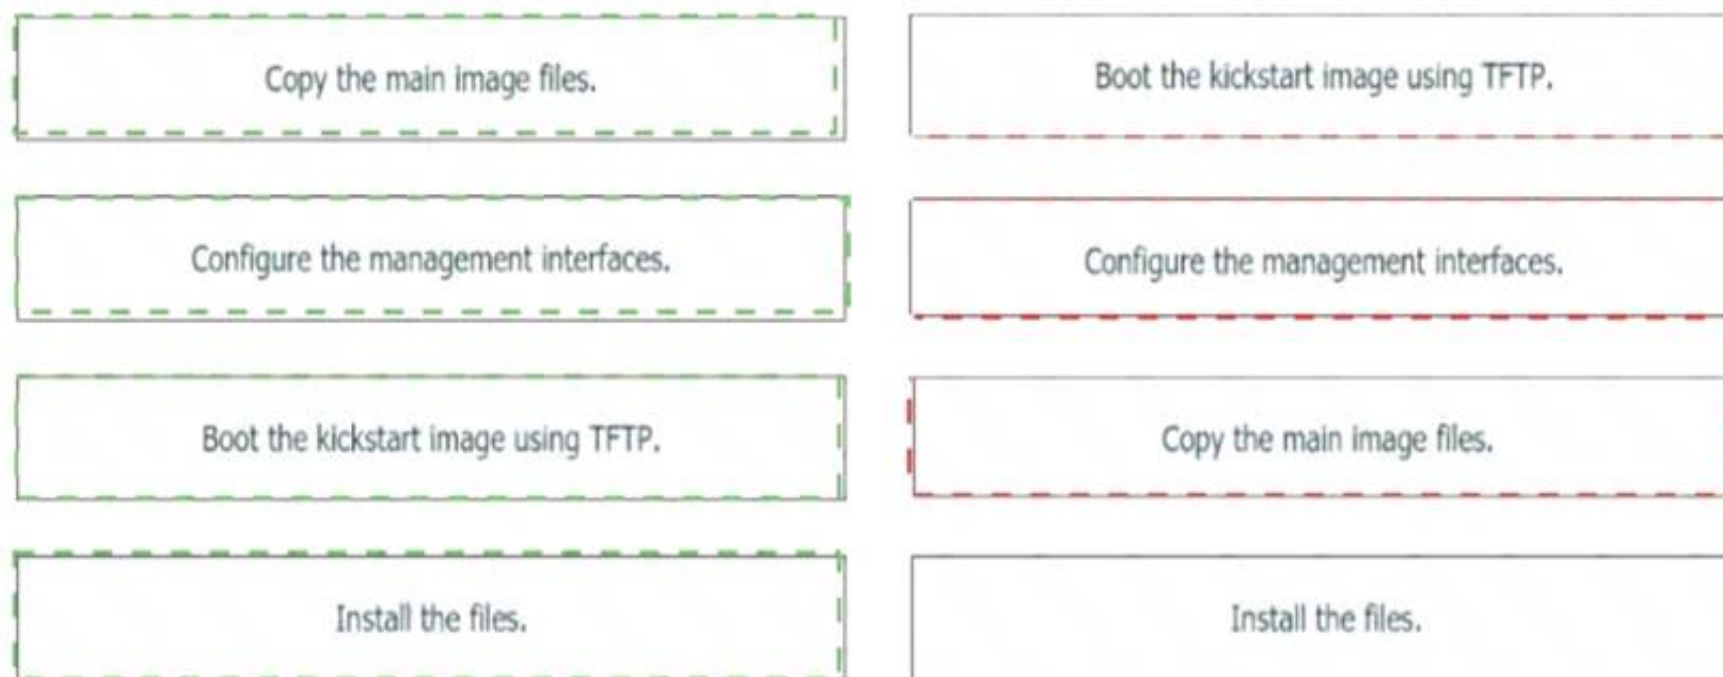 Copy the main image files.
Boot the kickstart image using TFTP.
Configure the management interfaces.
Configure the management interfaces.
Boot the kickstart image using TFTP.
Copy the main image files.
Install the files.
Install the files.